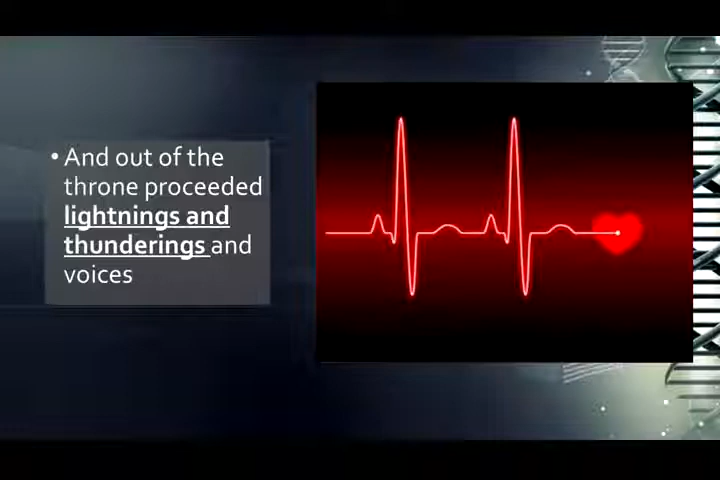 • And out of the
throne proceeded
lightnings and
thunderings and
voices